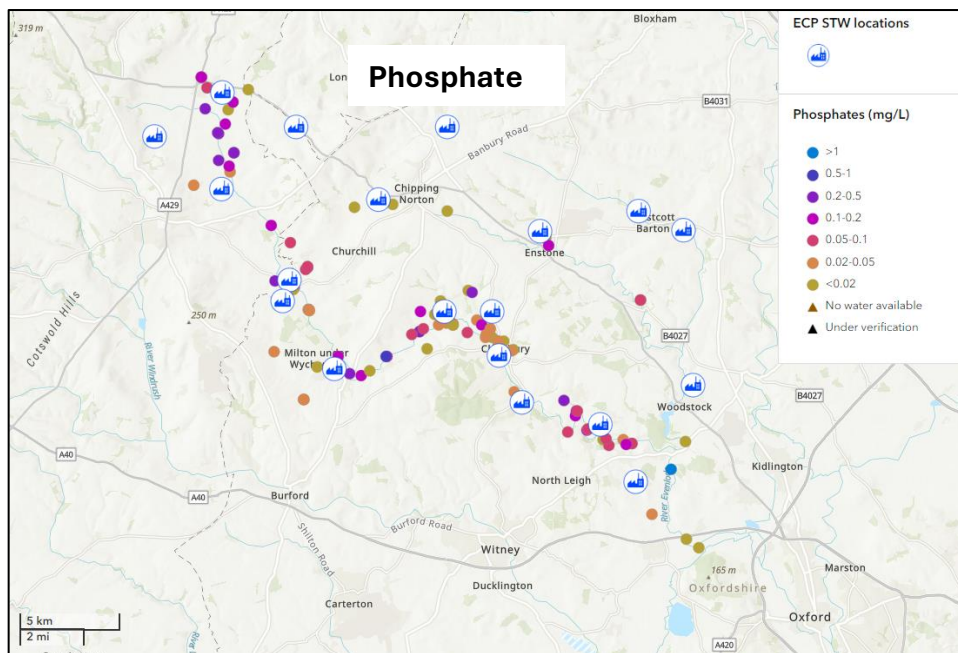 319 m
Bloxham
Phosphate
Lon
B4031
Banbury Road
A429
Chipping
Norton
stcott
Barton
Enstone
Churchill
Cotswold Hills
250 m
River Windrush
B4027
Milton under
Wych
Woodstock
B4027
A40
North Leigh
Kidlington
A40
Burford
River Evenlode
Shilton Road
Burford Road
Witney
165 m
Marston
Ducklington
Oxfordshire
Carterton
Oxford
5 km
2 mi
A420
ECP STW locations
Phosphates (mg/L)
>1
0.5-1
0.2-0.5
0.1-0.2
0.05-0.1
0.02-0.05
<0.02
No water available
Under verification